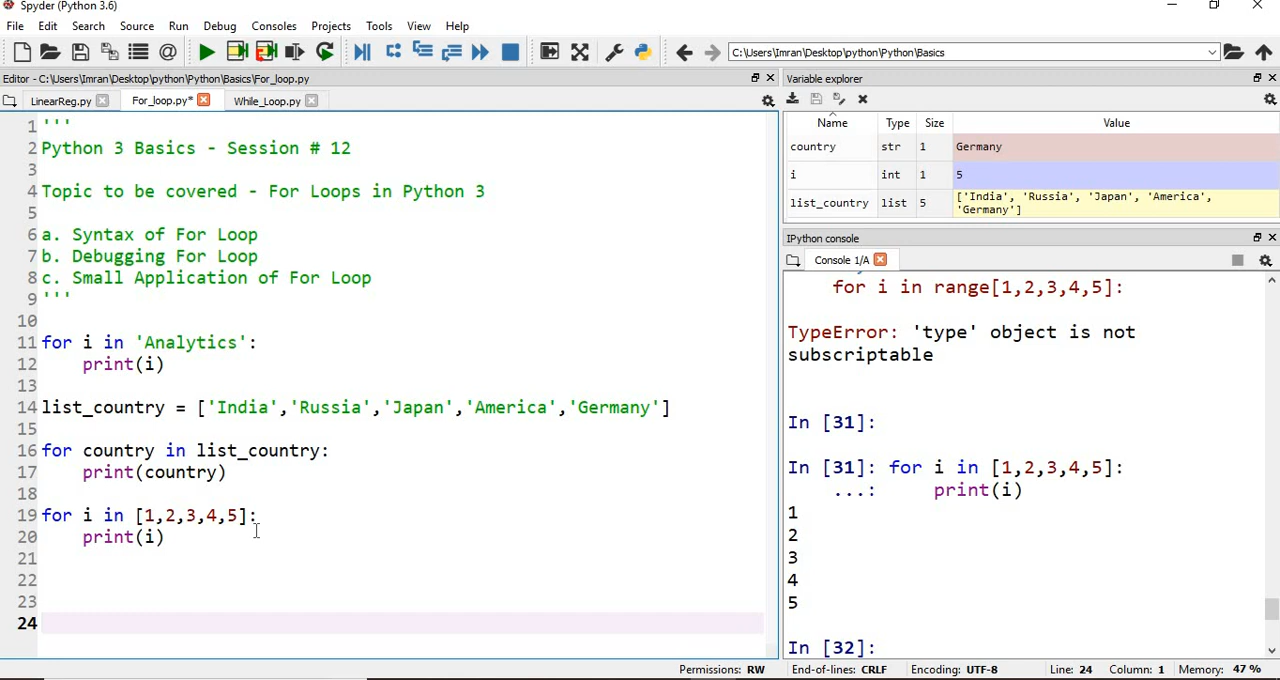 Spyder (Python 3.6)
File Edit Search Source Run Debug Consoles Projects Tools View Help
C:\Users\Imran\Desktop\python\Python\Basics
Editor - C:\Users\Imran\Desktop\python\Python\Basics\For_loop.py
LinearReg.py For_loop.py* While_Loop.py
1 '''
2 Python 3 Basics - Session # 12
3
4 Topic to be covered - For Loops in Python 3
5
6 a. Syntax of For Loop
7 b. Debugging For Loop
8 c. Small Application of For Loop
9 '''
10
11 for i in 'Analytics':
12     print(i)
13
14 list_country = ['India','Russia','Japan','America','Germany']
15
16 for country in list_country:
17     print(country)
18
19 for i in [1,2,3,4,5]:
20     print(i)
21
22
23
24
Variable explorer
Name Type Size Value
country str 1 Germany
i int 1 5
list_country list 5 ['India', 'Russia', 'Japan', 'America',
'Germany']
IPython console
Console 1/A
for i in range[1,2,3,4,5]:
TypeError: 'type' object is not
subscriptable
In [31]:
In [31]: for i in [1,2,3,4,5]:
...:     print(i)
1
2
3
4
5
In [32]:
Permissions: RW End-of-lines: CRLF Encoding: UTF-8 Line: 24 Column: 1 Memory: 47 %